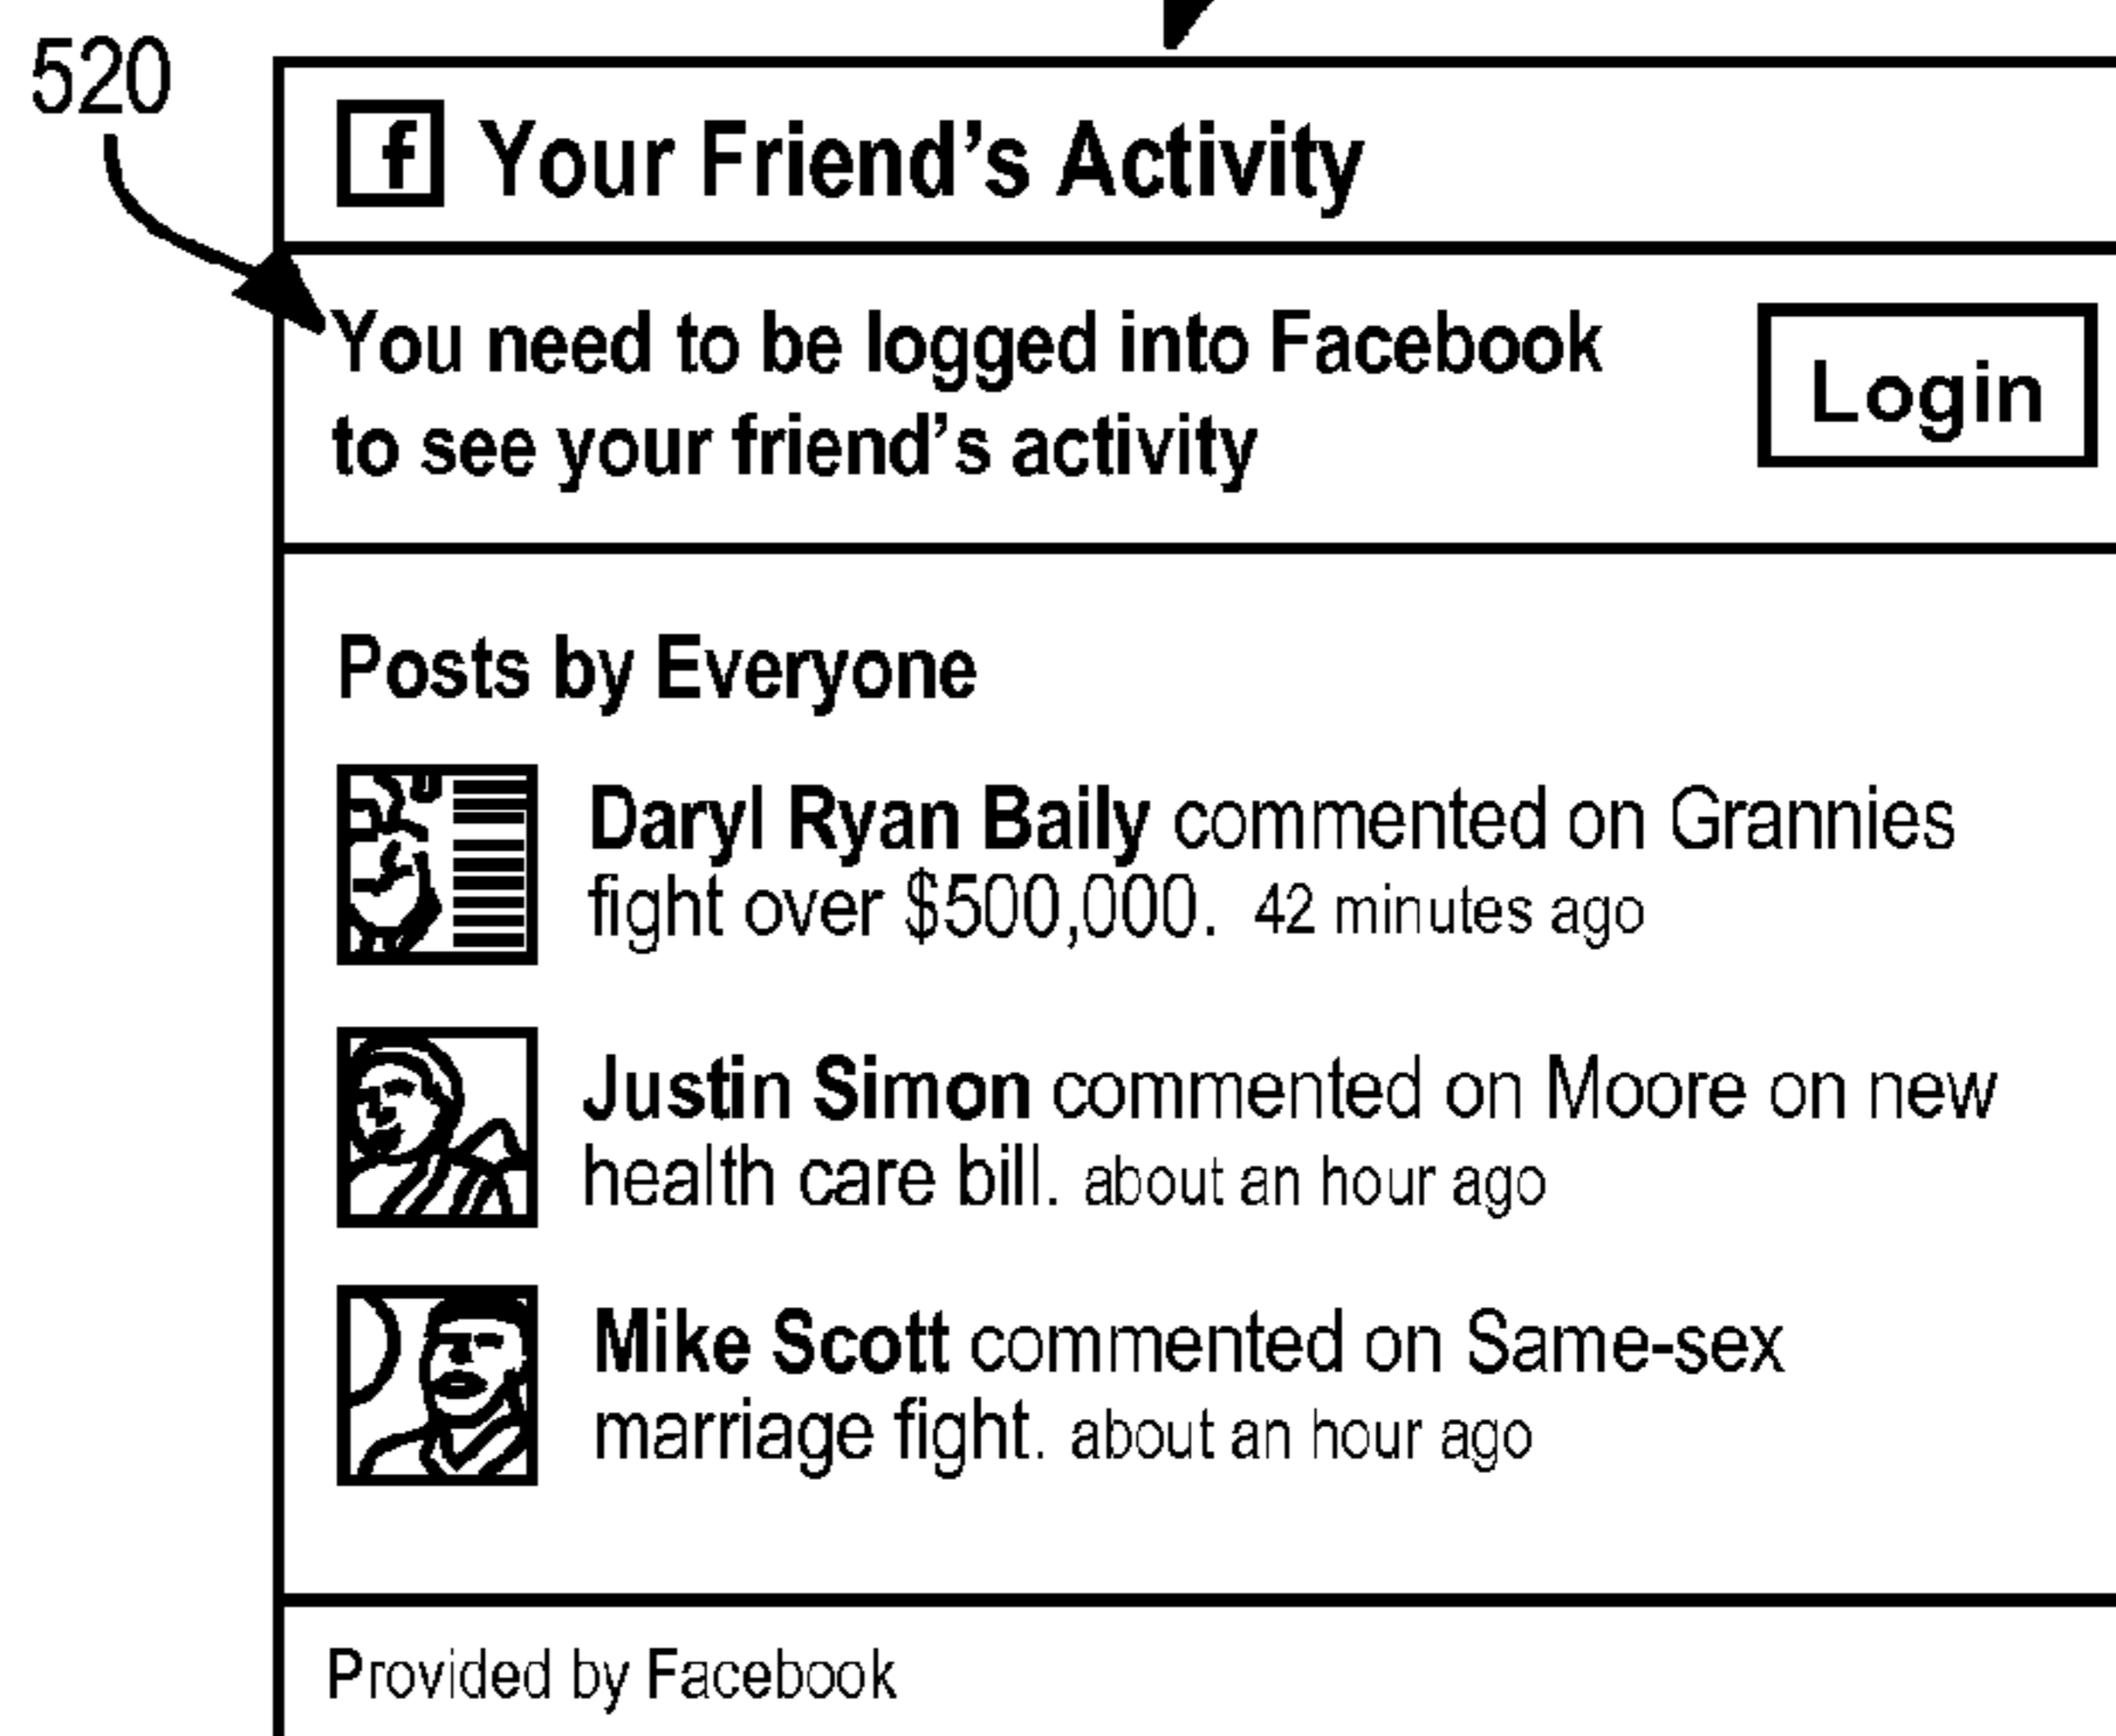 520
f Your Friend’s Activity
You need to be logged into Facebook
to see your friend’s activity
Login
Posts by Everyone
Daryl Ryan Baily commented on Grannies
fight over $500,000. 42 minutes ago
Justin Simon commented on Moore on new
health care bill. about an hour ago
Mike Scott commented on Same-sex
marriage fight. about an hour ago
Provided by Facebook